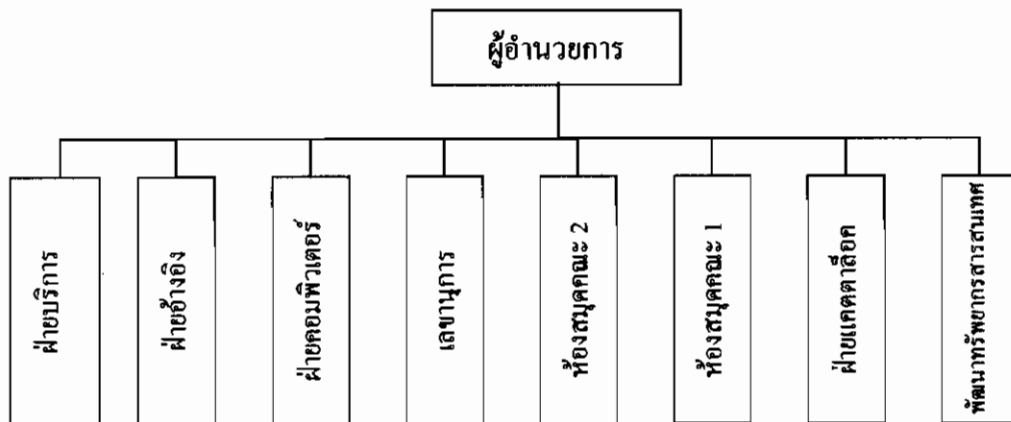 ผู้อำนวยการ
ฝ่ายบริการ
ฝ่ายอ้างอิง
ฝ่ายคอมพิวเตอร์
เลขานุการ
ห้องสมุดคณะ 2
ห้องสมุดคณะ 1
ฝ่ายแคตตาล็อค
พัฒนาทรัพยากรสารสนเทศ